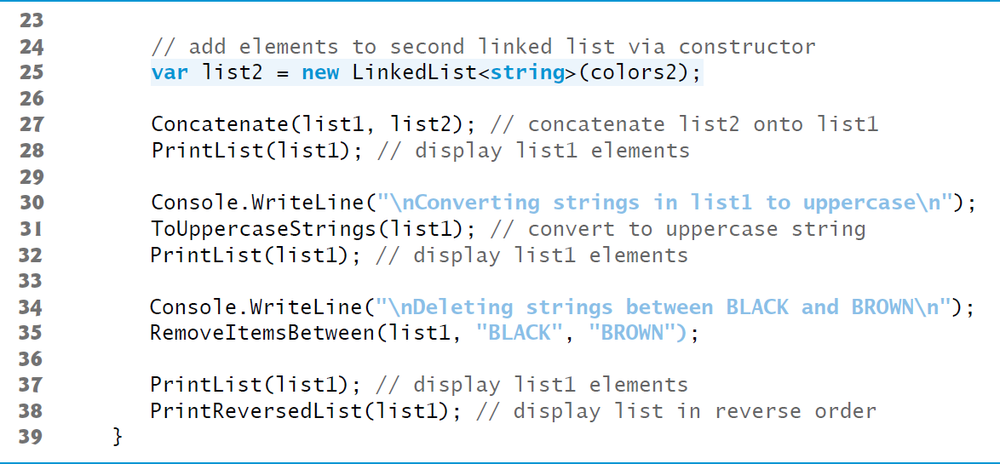 23
24 // add elements to second linked list via constructor
25 var list2 = new LinkedList<string>(colors2);
26
27 Concatenate(list1, list2); // concatenate list2 onto list1
28 PrintList(list1); // display list1 elements
29
30 Console.WriteLine("\nConverting strings in list1 to uppercase\n");
31 ToUppercaseStrings(list1); // convert to uppercase string
32 PrintList(list1); // display list1 elements
33
34 Console.WriteLine("\nDeleting strings between BLACK and BROWN\n");
35 RemoveItemsBetween(list1, "BLACK", "BROWN");
36
37 PrintList(list1); // display list1 elements
38 PrintReversedList(list1); // display list in reverse order
39 }